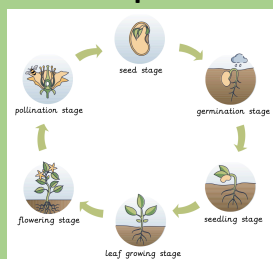 seed stage
germination stage
seedling stage
leaf growing stage
flowering stage
pollination stage